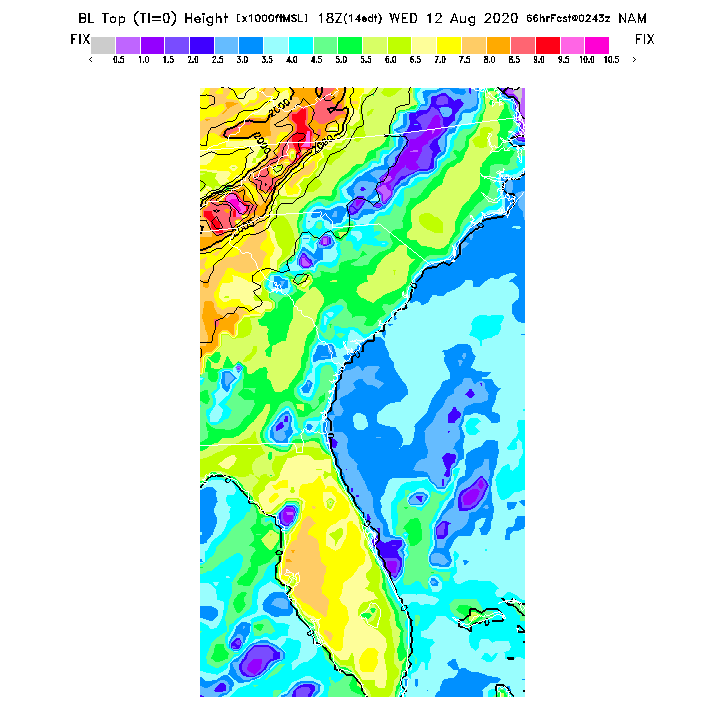 BL Top (TI=0) Height [x1000ftMSL] 18Z(14edt) WED 12 Aug 2020 66hrFcst@0243z NAM
FIX FIX
< 0.5 1.0 1.5 2.0 2.5 3.0 3.5 4.0 4.5 5.0 5.5 6.0 6.5 7.0 7.5 8.0 8.5 9.0 9.5 10.0 10.5 >
2000
2000